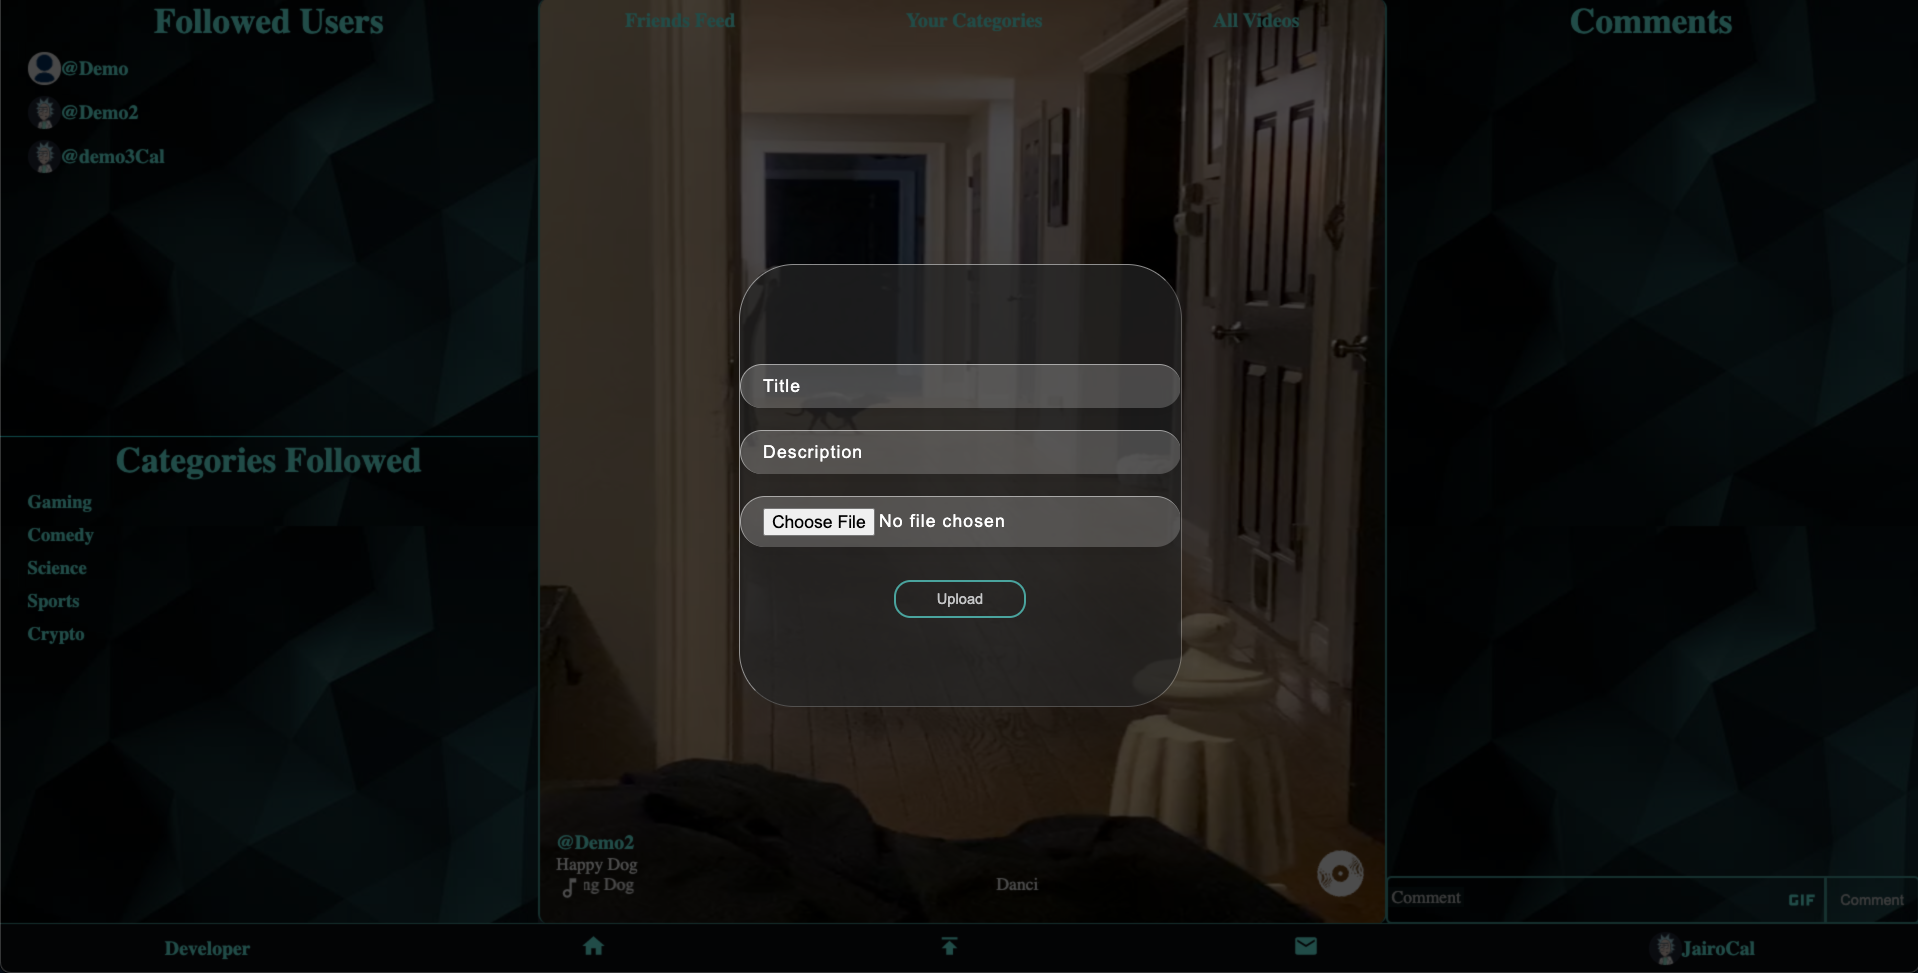 Followed Users
@Demo
@Demo2
@demo3Cal
Categories Followed
Gaming
Comedy
Science
Sports
Crypto
Friends Feed
Your Categories
All Videos
Title
Description
Choose File No file chosen
Upload
@Demo2
Happy Dog
ng Dog
Danci
Comments
Comment
GIF
Comment
Developer
JairoCal